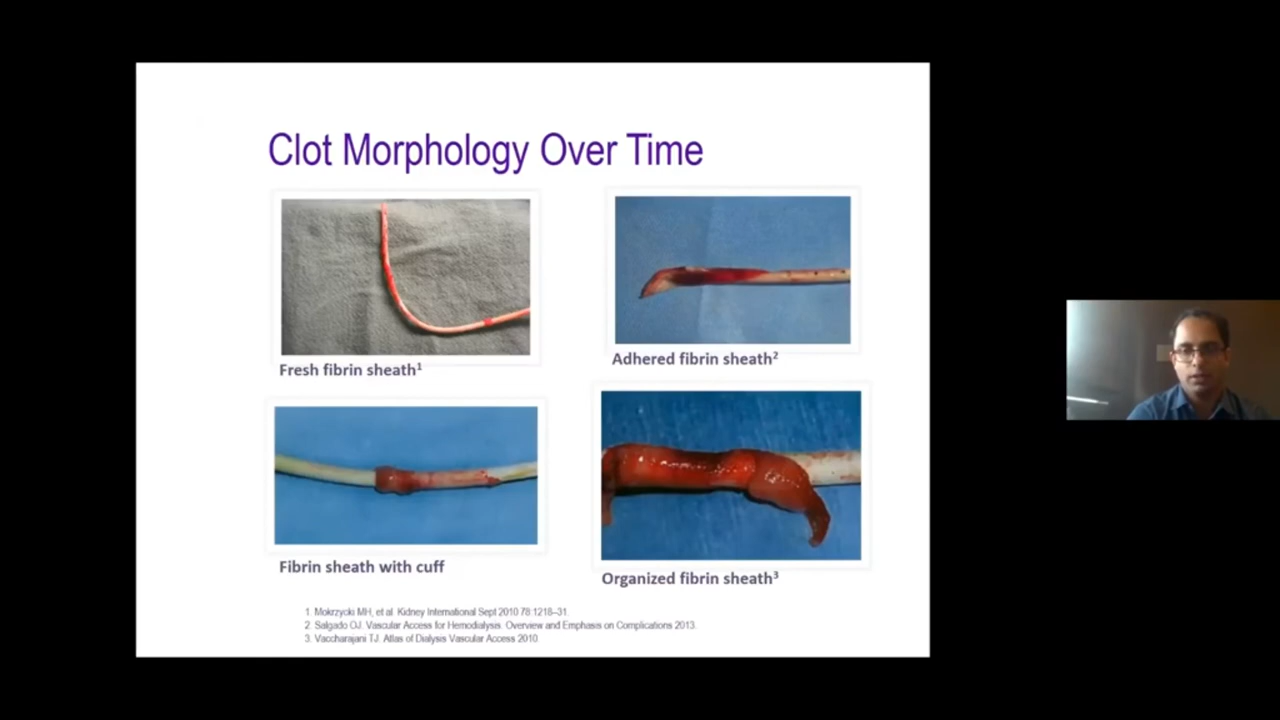 Clot Morphology Over Time
Fresh fibrin sheath1
Adhered fibrin sheath2
Fibrin sheath with cuff
Organized fibrin sheath3
1. Mokrzycki MH, et al. Kidney International Sept 2010 78:1218–31.
2. Salgado OJ. Vascular Access for Hemodialysis. Overview and Emphasis on Complications 2013.
3. Vaccharajani TJ. Atlas of Dialysis Vascular Access 2010.